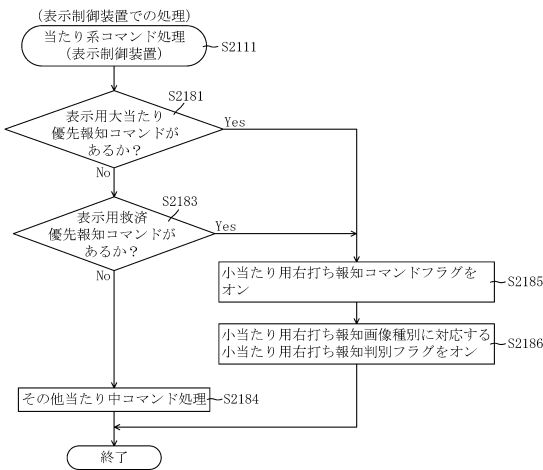 (表示制御装置での処理)
当たり系コマンド処理
(表示制御装置)
S2111
S2181
表示用大当たり
優先報知コマンドが
あるか?
Yes
No
S2183
表示用救済
優先報知コマンドが
あるか?
Yes
No
小当たり用右打ち報知コマンドフラグを
オン
S2185
小当たり用右打ち報知画像種別に対応する
小当たり用右打ち報知判別フラグをオン
S2186
その他当たり中コマンド処理
S2184
終了